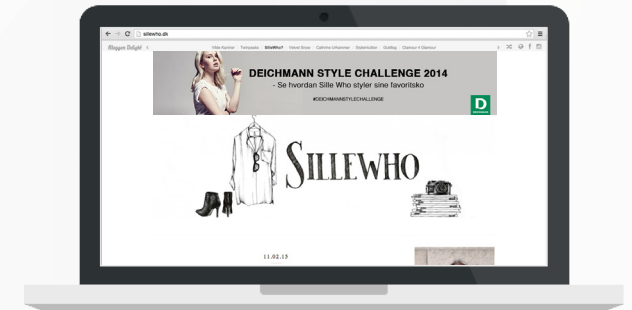 sillewho.dk
Bloggers Delight
SilleWho?
DEICHMANN STYLE CHALLENGE 2014
- Se hvordan Sille Who styler sine favoritsko
#DEICHMANNSTYLECHALLENGE
D
SILLEWHO
11.02.15